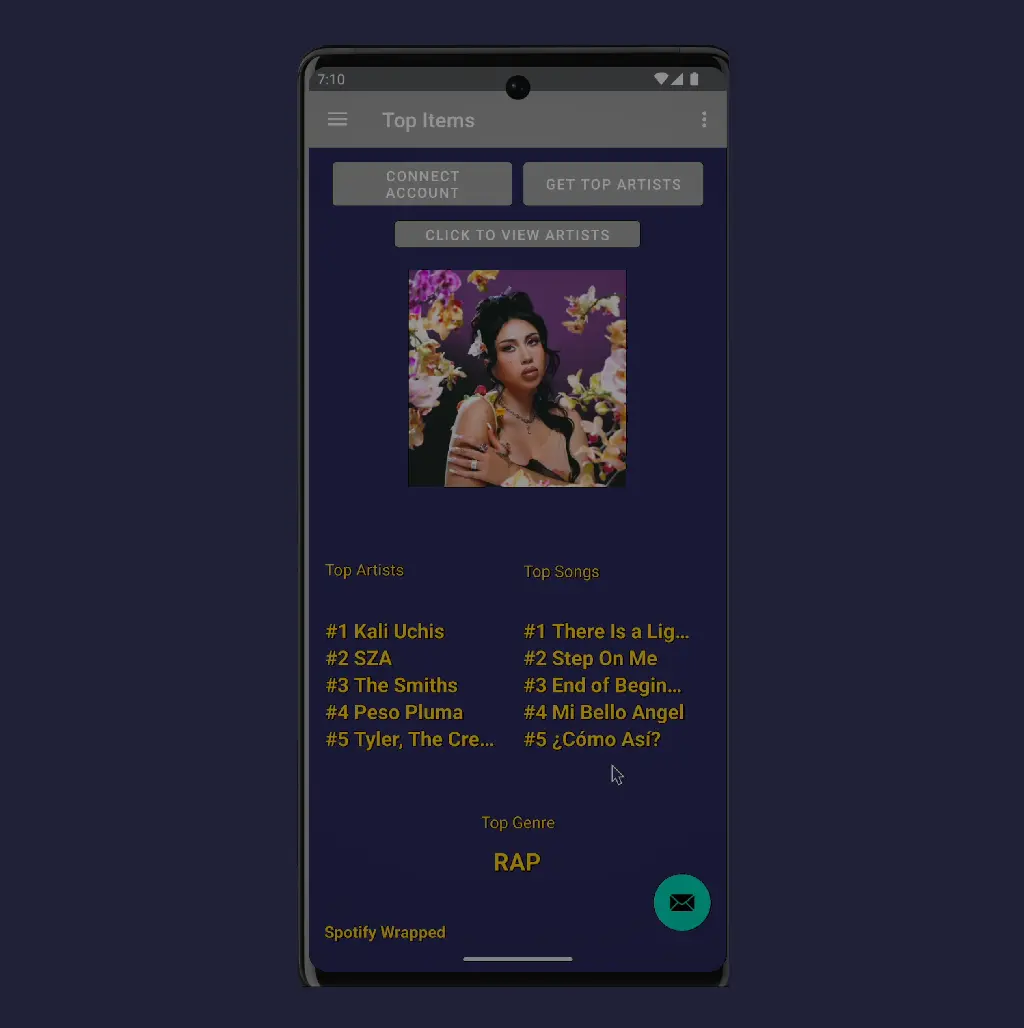 7:10
Top Items
CONNECT
ACCOUNT
GET TOP ARTISTS
CLICK TO VIEW ARTISTS
Top Artists
#1 Kali Uchis
#2 SZA
#3 The Smiths
#4 Peso Pluma
#5 Tyler, The Cre...
Top Songs
#1 There Is a Lig...
#2 Step On Me
#3 End of Begin...
#4 Mi Bello Angel
#5 ¿Cómo Así?
Top Genre
RAP
Spotify Wrapped